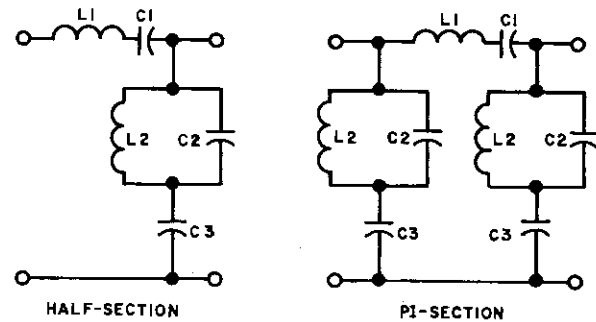 L1 C1
L2 C2
C3
HALF-SECTION
L1 C1
L2 C2 L2 C2
C3 C3
PI-SECTION